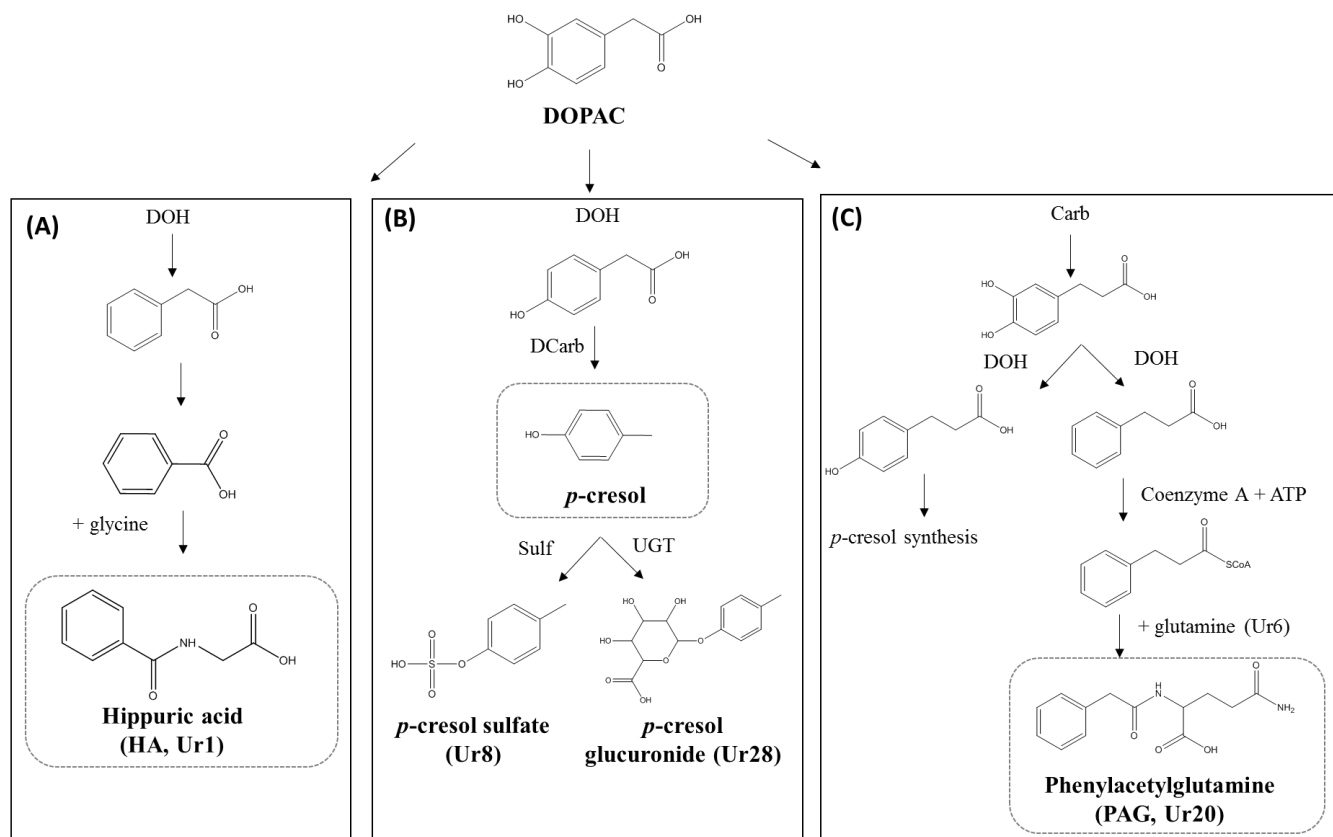 HO
HO
OH
O
DOPAC
(A)
DOH
OH
O
O
OH
+ glycine
O
NH
OH
O
Hippuric acid
(HA, Ur1)
(B)
DOH
OH
O
HO
DCarb
HO
p-cresol
Sulf
UGT
O
HO
S
O
O
p-cresol sulfate
(Ur8)
OH
HO
OH
HO
O
O
O
OH
p-cresol
glucuronide (Ur28)
(C)
Carb
O
HO
OH
HO
DOH
DOH
O
OH
HO
p-cresol synthesis
O
OH
Coenzyme A + ATP
O
SCoA
+ glutamine (Ur6)
O
H
N
NH2
O
O
OH
Phenylacetylglutamine
(PAG, Ur20)